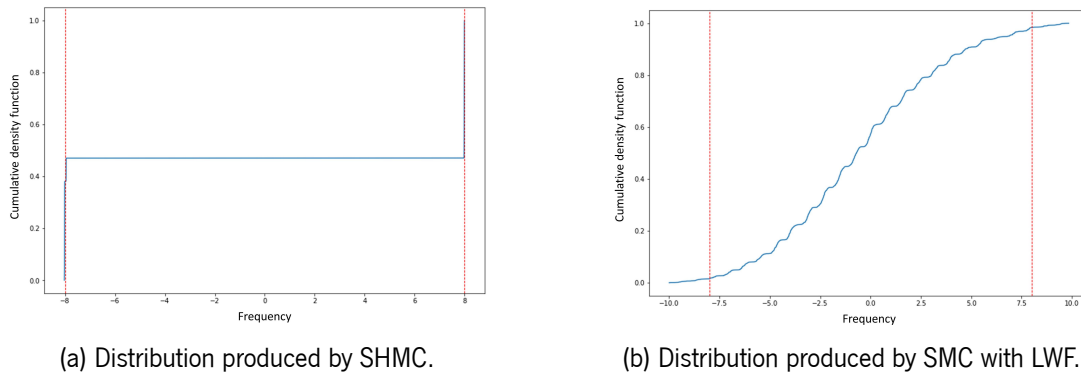 1.0
0.8
0.6
0.4
0.2
0.0
Cumulative density function
−8 −6 −4 −2 0 2 4 6 8
Frequency
(a) Distribution produced by SHMC.
1.0
0.8
0.6
0.4
0.2
0.0
Cumulative density function
−10.0 −7.5 −5.0 −2.5 0.0 2.5 5.0 7.5 10.0
Frequency
(b) Distribution produced by SMC with LWF.